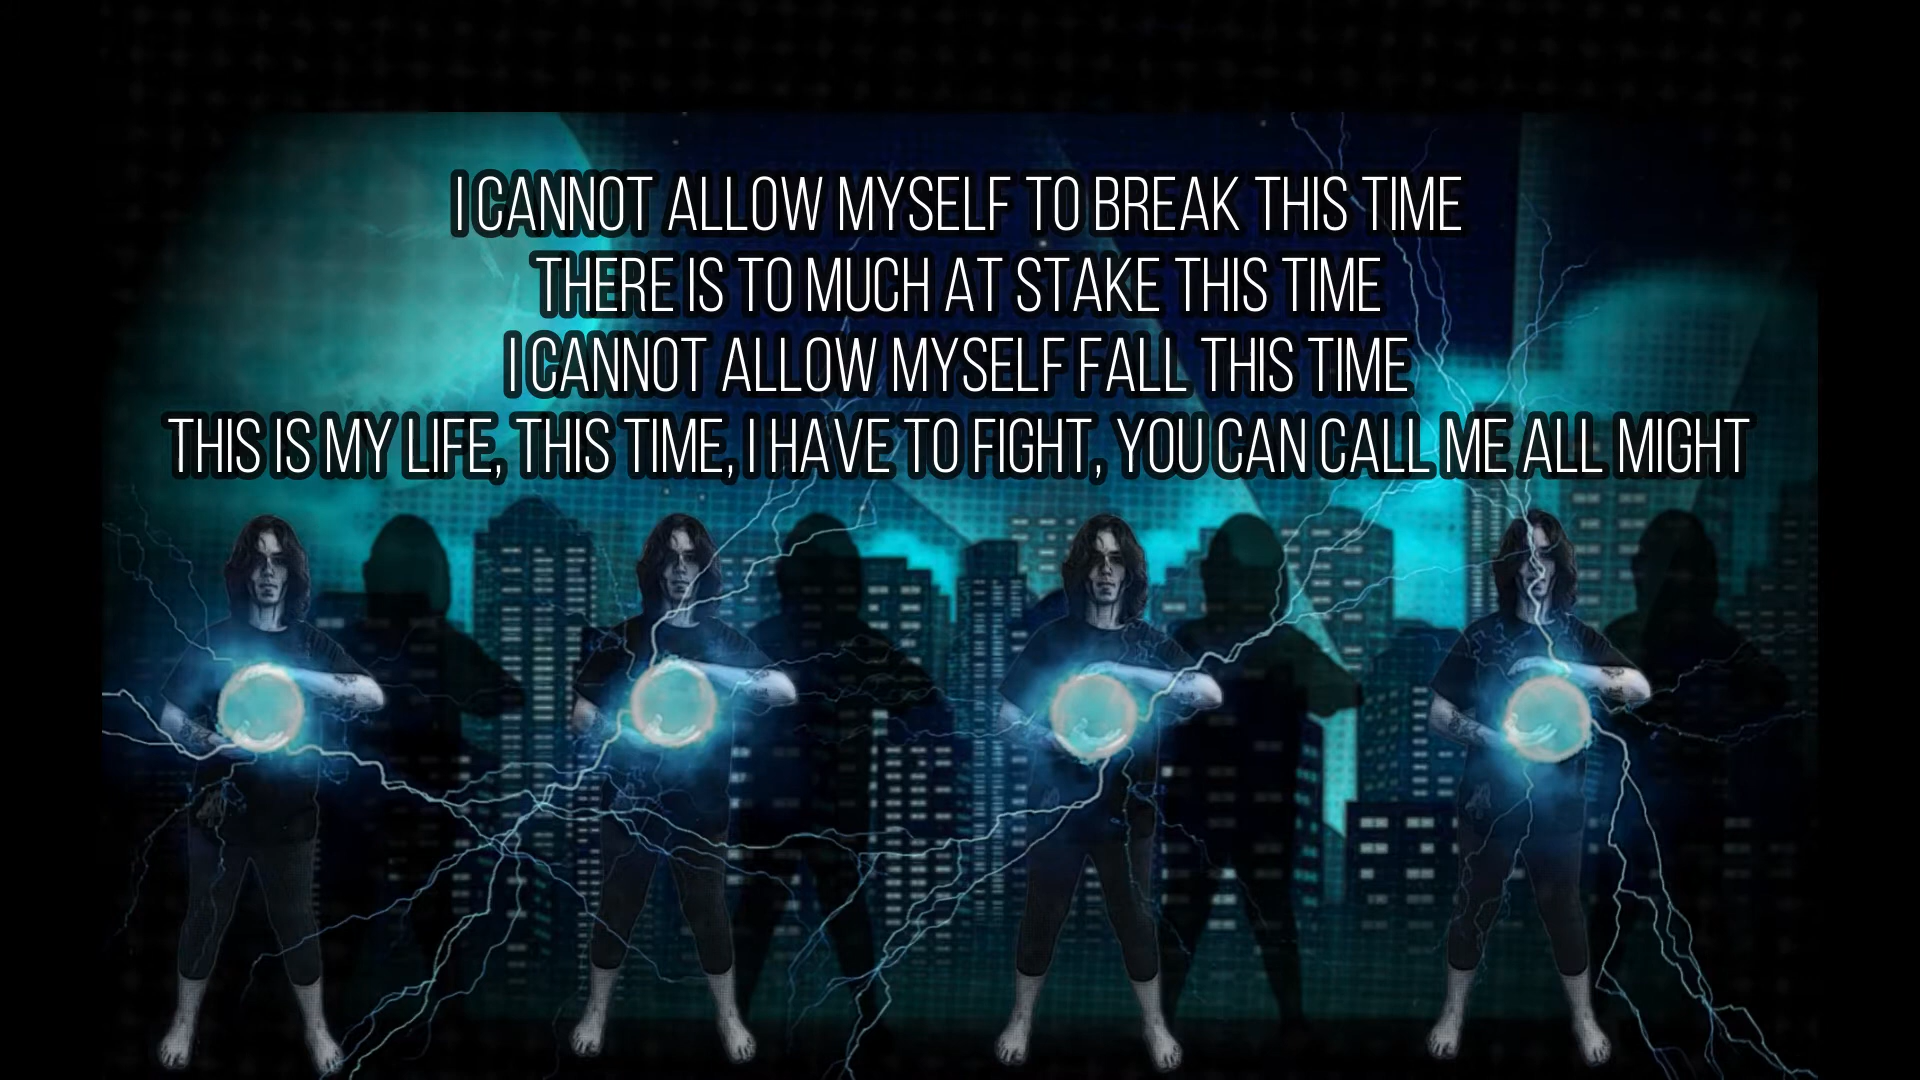 I CANNOT ALLOW MYSELF TO BREAK THIS TIME
THERE IS TO MUCH AT STAKE THIS TIME
I CANNOT ALLOW MYSELF FALL THIS TIME
THIS IS MY LIFE, THIS TIME, I HAVE TO FIGHT, YOU CAN CALL ME ALL MIGHT